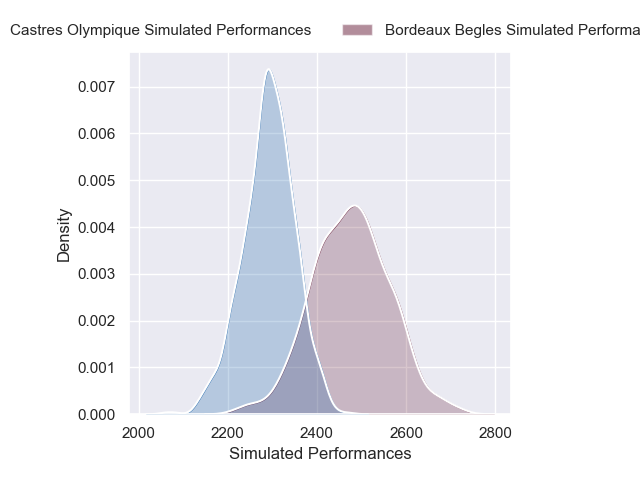 Castres Olympique Simulated Performances
Bordeaux Begles Simulated Performa
0.007
0.006
0.005
0.004
0.003
0.002
0.001
0.000
Density
2000 2200 2400 2600 2800
Simulated Performances